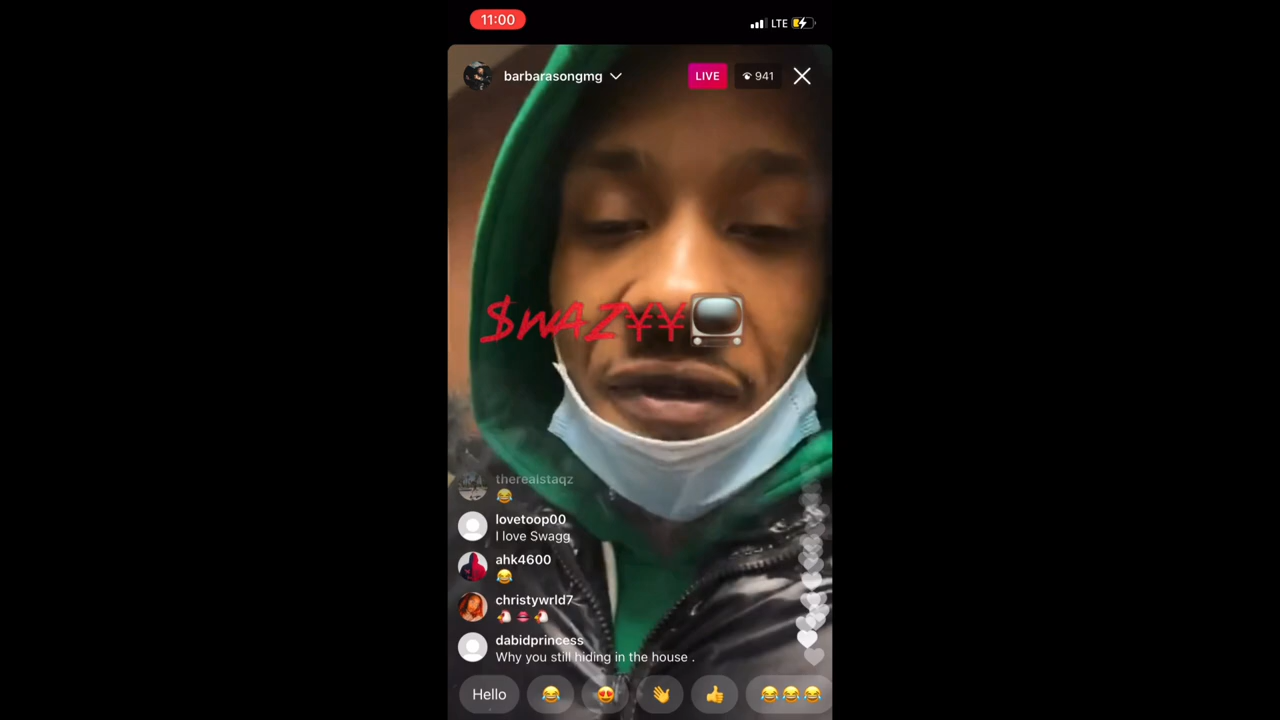 11:00
LTE
barbarasongmg
LIVE
941
$WAZ¥¥
therealstaqz
😂
lovetoop00
I love Swagg
ahk4600
😂
christywrld7
🐔👄🐔
dabidprincess
Why you still hiding in the house .
Hello 😂 😍 👋 👍 😂😂😂